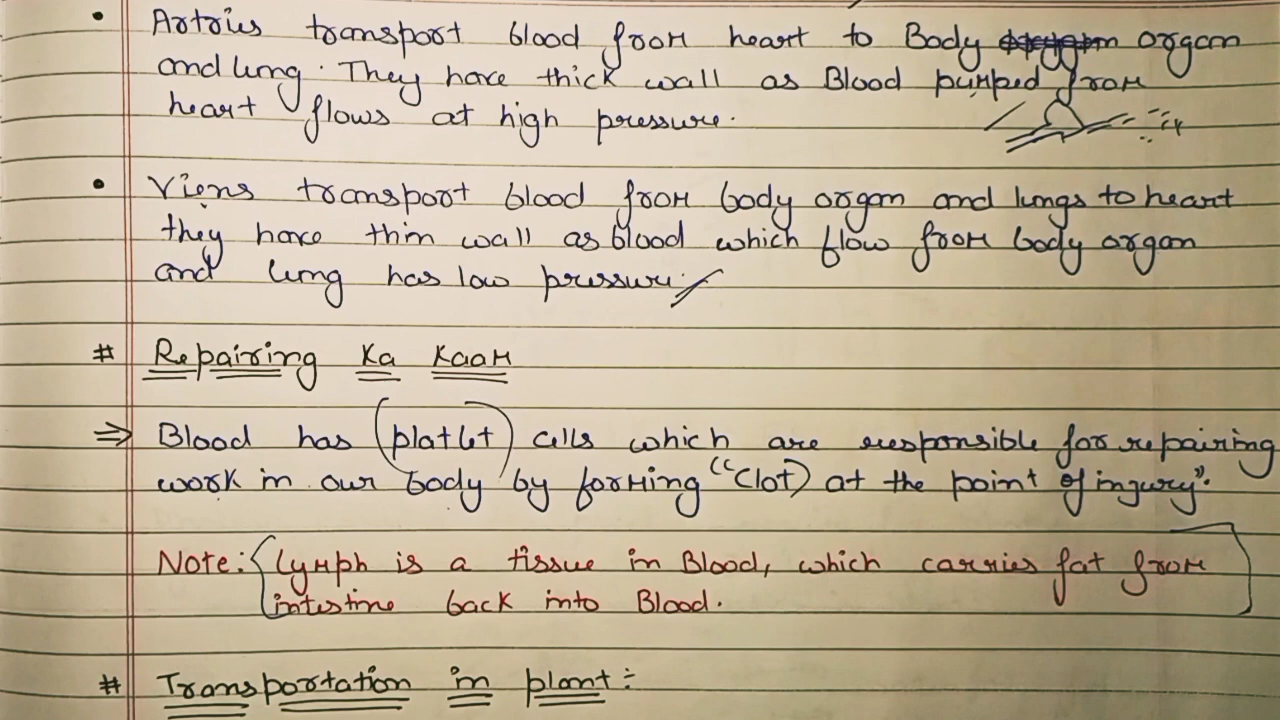 • Artries transport blood from heart to Body organ
and lung. They have thick wall as Blood pumped from
heart flows at high pressure.
• Viens transport blood from body organ and lungs to heart
they have thin wall as blood which flow from body organ
and lung has low pressure.
# Repairing Ka Kaam
⇒ Blood has (platlet) cells which are responsible for repairing
work in our body by forming "(Clot) at the point of injury".
Note: { lymph is a tissue in Blood, which carries fat from
intestine back into Blood.
# Transportation in plant:-